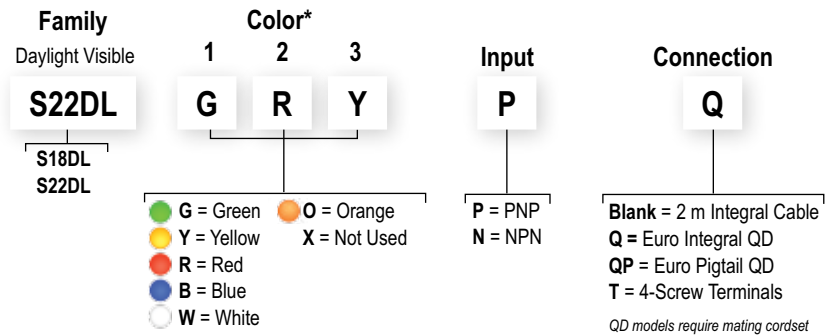 Family
Daylight Visible
S22DL
S18DL
S22DL
Color*
1 2 3
G R Y
G = Green
Y = Yellow
R = Red
B = Blue
W = White
O = Orange
X = Not Used
Input
P
P = PNP
N = NPN
Connection
Q
Blank = 2 m Integral Cable
Q = Euro Integral QD
QP = Euro Pigtail QD
T = 4-Screw Terminals
QD models require mating cordset